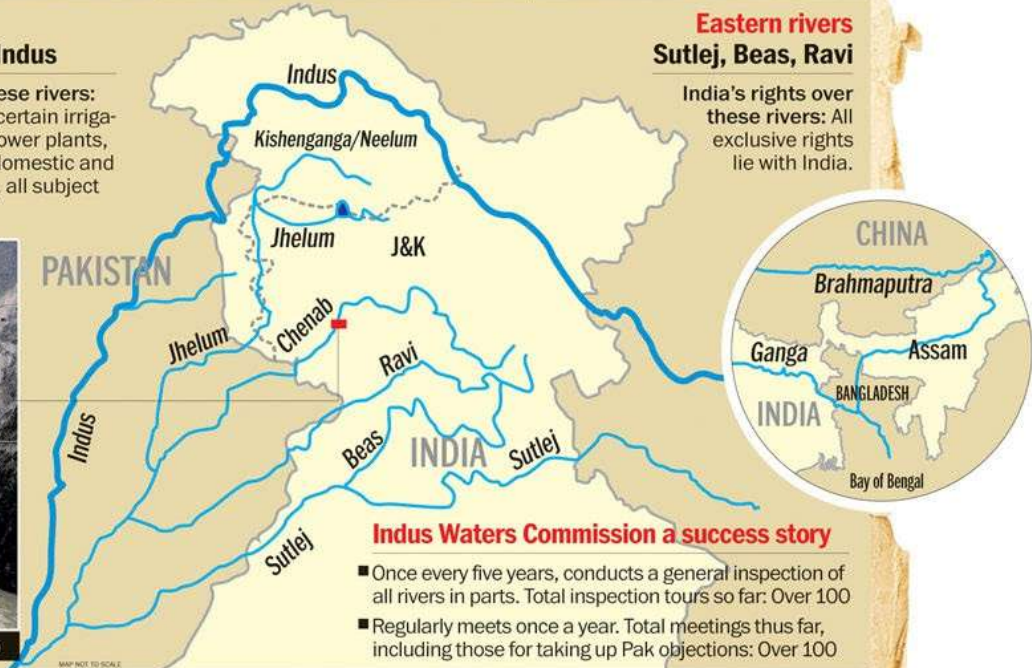 Indus
ese rivers:
certain irriga-
ower plants,
domestic and
all subject
Eastern rivers
Sutlej, Beas, Ravi
India's rights over
these rivers: All
exclusive rights
lie with India.
Indus
Kishenganga/Neelum
Jhelum
J&K
PAKISTAN
Jhelum
Chenab
Ravi
Indus
Beas
INDIA
Sutlej
Sutlej
CHINA
Brahmaputra
Ganga
Assam
BANGLADESH
INDIA
Bay of Bengal
Indus Waters Commission a success story
■ Once every five years, conducts a general inspection of
all rivers in parts. Total inspection tours so far: Over 100
■ Regularly meets once a year. Total meetings thus far,
including those for taking up Pak objections: Over 100
MAP NOT TO SCALE